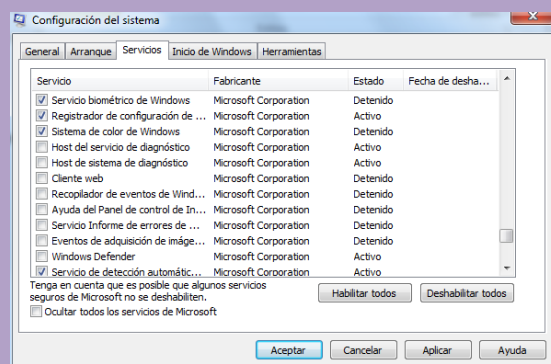 Configuración del sistema
General Arranque Servicios Inicio de Windows Herramientas
Servicio Fabricante Estado Fecha de desha...
Servicio biométrico de Windows Microsoft Corporation Detenido
Registrador de configuración de ... Microsoft Corporation Activo
Sistema de color de Windows Microsoft Corporation Detenido
Host del servicio de diagnóstico Microsoft Corporation Activo
Host de sistema de diagnóstico Microsoft Corporation Activo
Cliente web Microsoft Corporation Detenido
Recopilador de eventos de Wind... Microsoft Corporation Detenido
Ayuda del Panel de control de In... Microsoft Corporation Detenido
Servicio Informe de errores de ... Microsoft Corporation Detenido
Eventos de adquisición de imáge... Microsoft Corporation Detenido
Windows Defender Microsoft Corporation Activo
Servicio de detección automátic... Microsoft Corporation Detenido
Tenga en cuenta que es posible que algunos servicios
seguros de Microsoft no se deshabiliten.
Habilitar todos Deshabilitar todos
Ocultar todos los servicios de Microsoft
Aceptar Cancelar Aplicar Ayuda